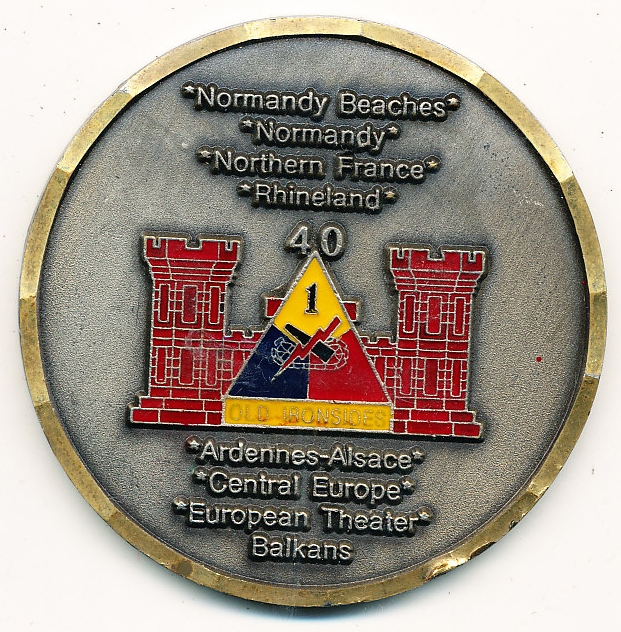 *Normandy Beaches*
*Normandy*
*Northern France*
*Rhineland*
40
1
OLD IRONSIDES
*Ardennes-Alsace*
*Central Europe*
*European Theater*
Balkans